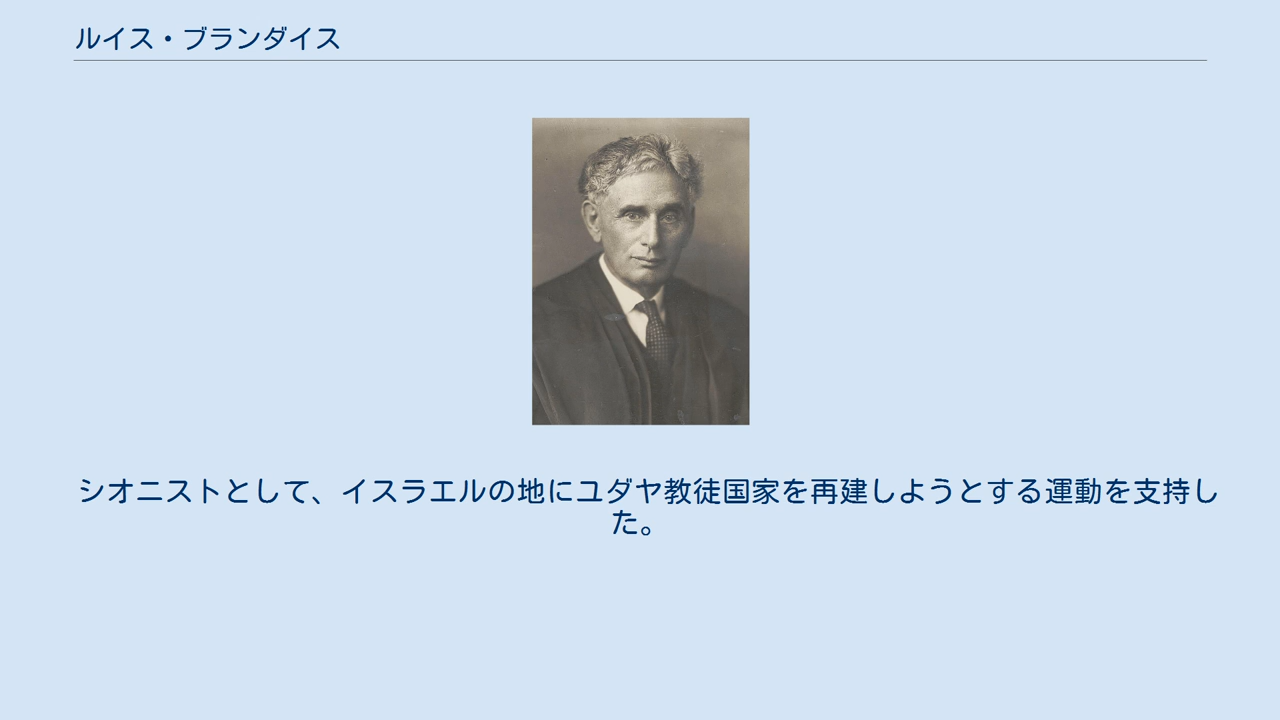 ルイス・ブランダイス
シオニストとして、イスラエルの地にユダヤ教徒国家を再建しようとする運動を支持し
た。